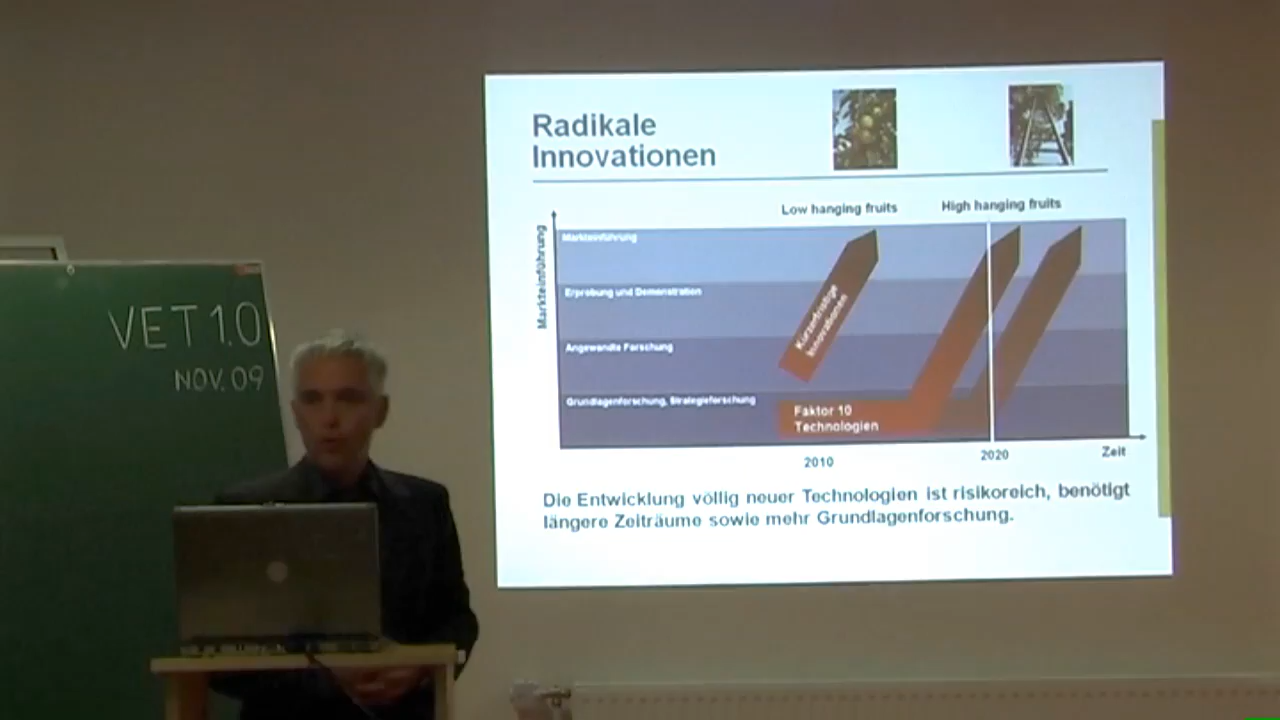 VET 1.0
NOV. 09
Radikale
Innovationen
Low hanging fruits
High hanging fruits
Markteinführung
Markteinführung
Erprobung und Demonstration
Angewandte Forschung
Grundlagenforschung, Strategieforschung
Kurzfristige
Innovationen
Faktor 10
Technologien
2010
2020
Zeit
Die Entwicklung völlig neuer Technologien ist risikoreich, benötigt
längere Zeiträume sowie mehr Grundlagenforschung.